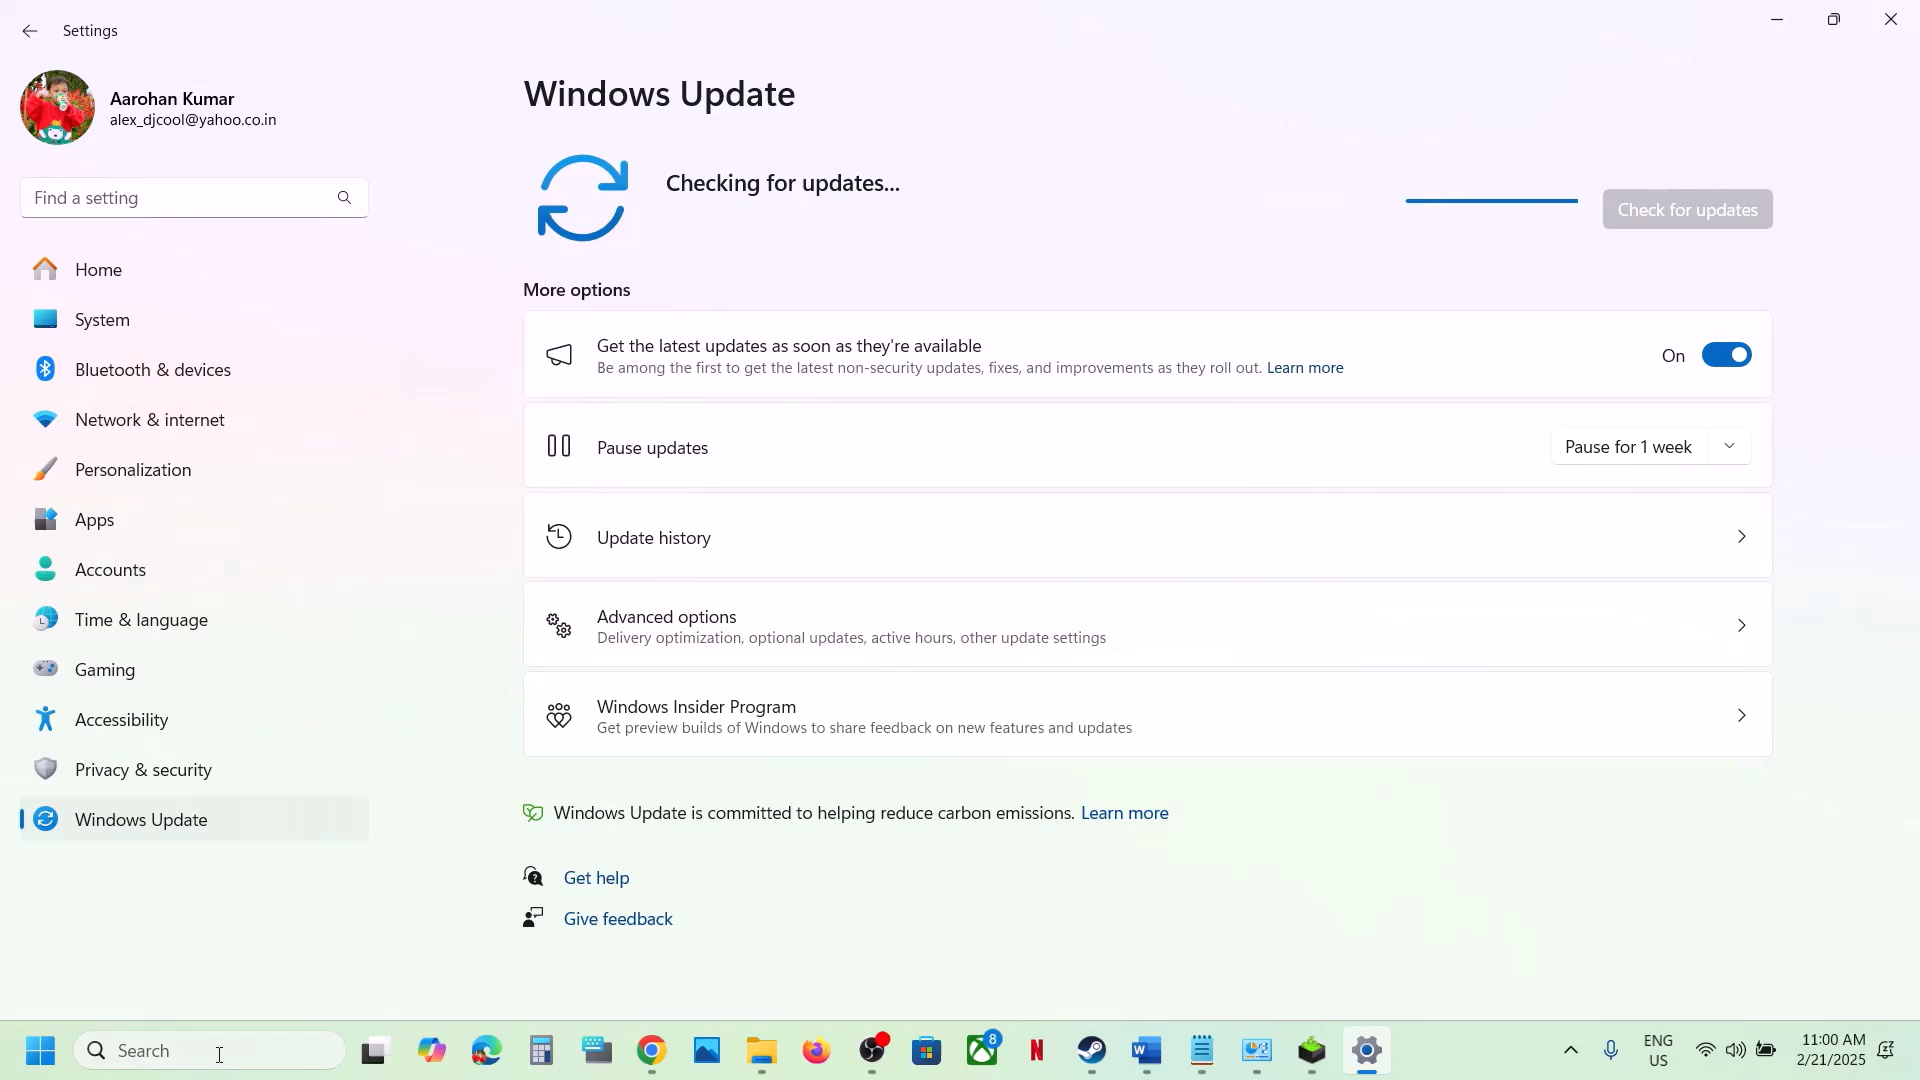 Settings
Aarohan Kumar
alex_djcool@yahoo.co.in
Find a setting
Home
System
Bluetooth & devices
Network & internet
Personalization
Apps
Accounts
Time & language
Gaming
Accessibility
Privacy & security
Windows Update
Windows Update
Checking for updates...
Check for updates
More options
Get the latest updates as soon as they're available
Be among the first to get the latest non-security updates, fixes, and improvements as they roll out. Learn more
On
Pause updates
Pause for 1 week
Update history
Advanced options
Delivery optimization, optional updates, active hours, other update settings
Windows Insider Program
Get preview builds of Windows to share feedback on new features and updates
Windows Update is committed to helping reduce carbon emissions. Learn more
Get help
Give feedback
Search
8
ENG
US
11:00 AM
2/21/2025